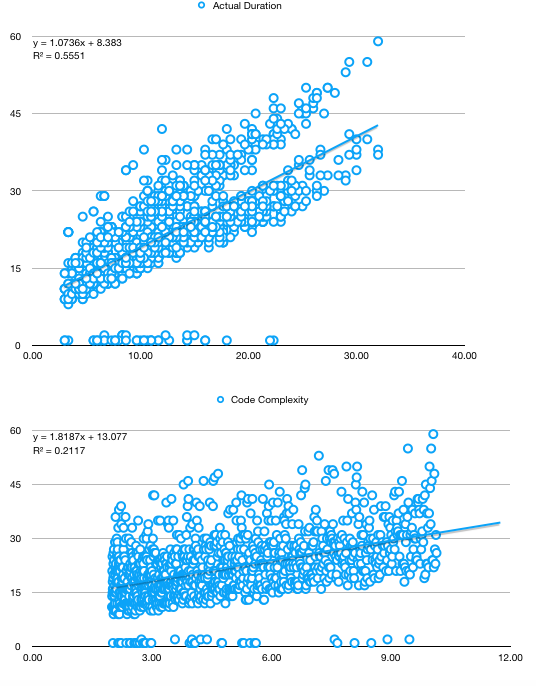 Actual Duration
60
y = 1.0736x + 8.383
R² = 0.5551
45
30
15
0
0.00 10.00 20.00 30.00 40.00
Code Complexity
60
y = 1.8187x + 13.077
R² = 0.2117
45
30
15
0
0.00 3.00 6.00 9.00 12.00